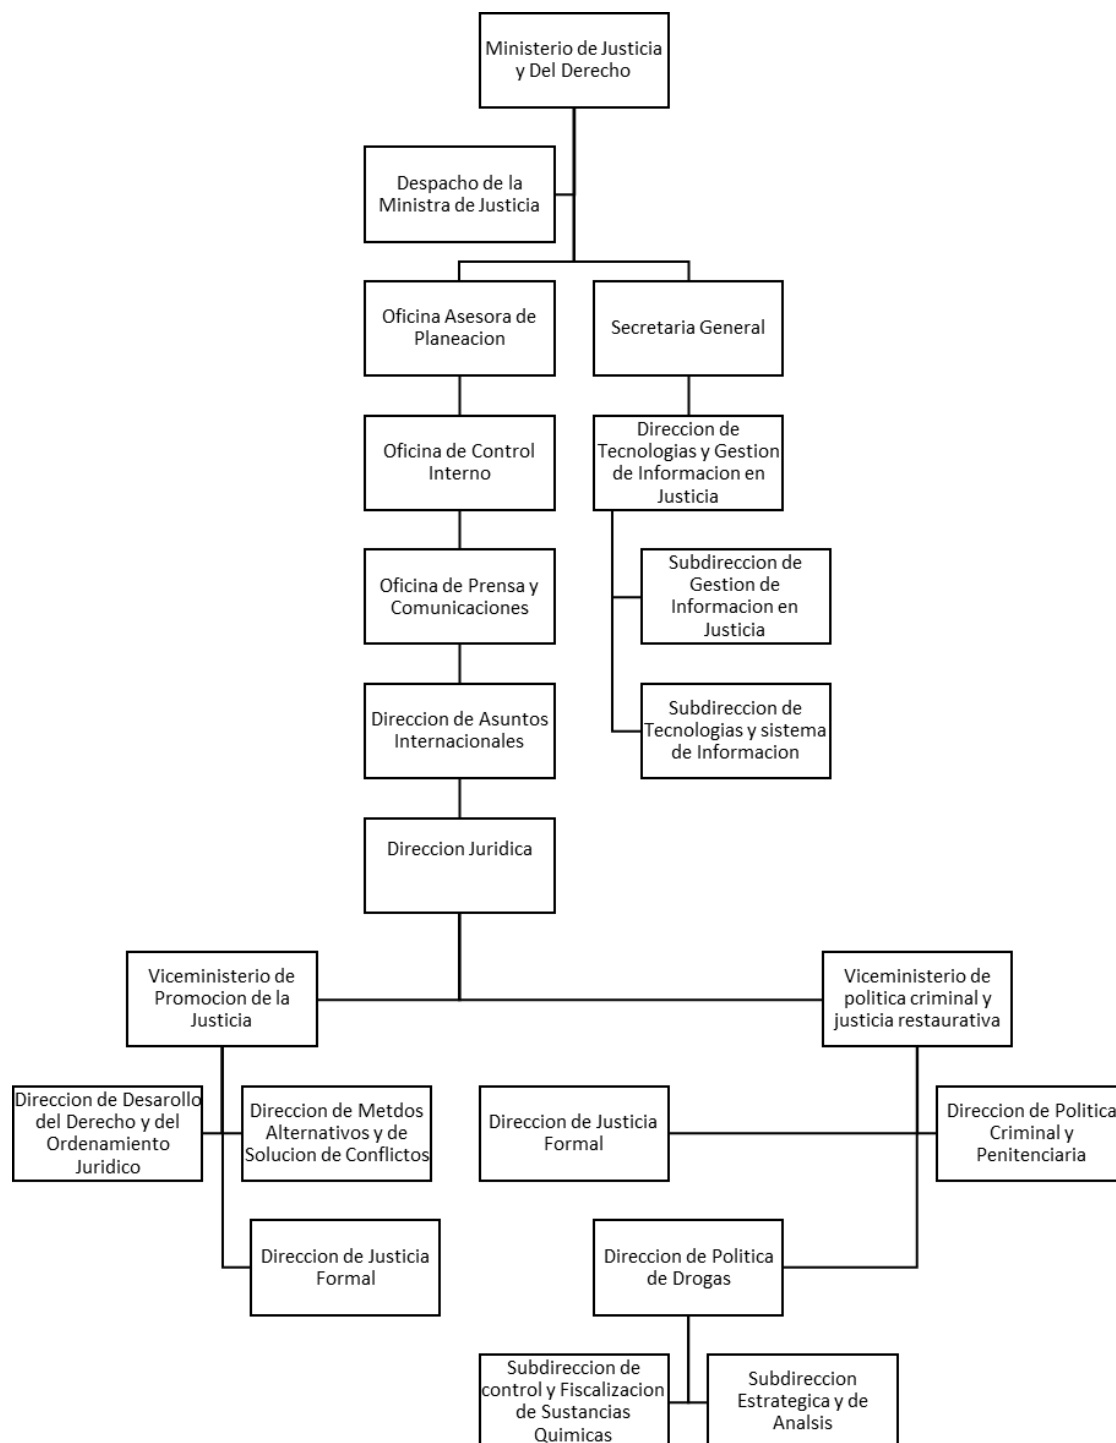 Ministerio de Justicia
y Del Derecho
Despacho de la
Ministra de Justicia
Oficina Asesora de
Planeacion
Secretaria General
Oficina de Control
Interno
Direccion de
Tecnologias y Gestion
de Informacion en
Justicia
Oficina de Prensa y
Comunicaciones
Subdireccion de
Gestion de
Informacion en
Justicia
Direccion de Asuntos
Internacionales
Subdireccion de
Tecnologias y sistema
de Informacion
Direccion Juridica
Viceministerio de
Promocion de la
Justicia
Viceministerio de
politica criminal y
justicia restaurativa
Direccion de Desarollo
del Derecho y del
Ordenamiento
Juridico
Direccion de Metdos
Alternativos y de
Solucion de Conflictos
Direccion de Justicia
Formal
Direccion de Politica
Criminal y
Penitenciaria
Direccion de Justicia
Formal
Direccion de Politica
de Drogas
Subdireccion de
control y Fiscalizacion
de Sustancias
Quimicas
Subdireccion
Estrategica y de
Analsis